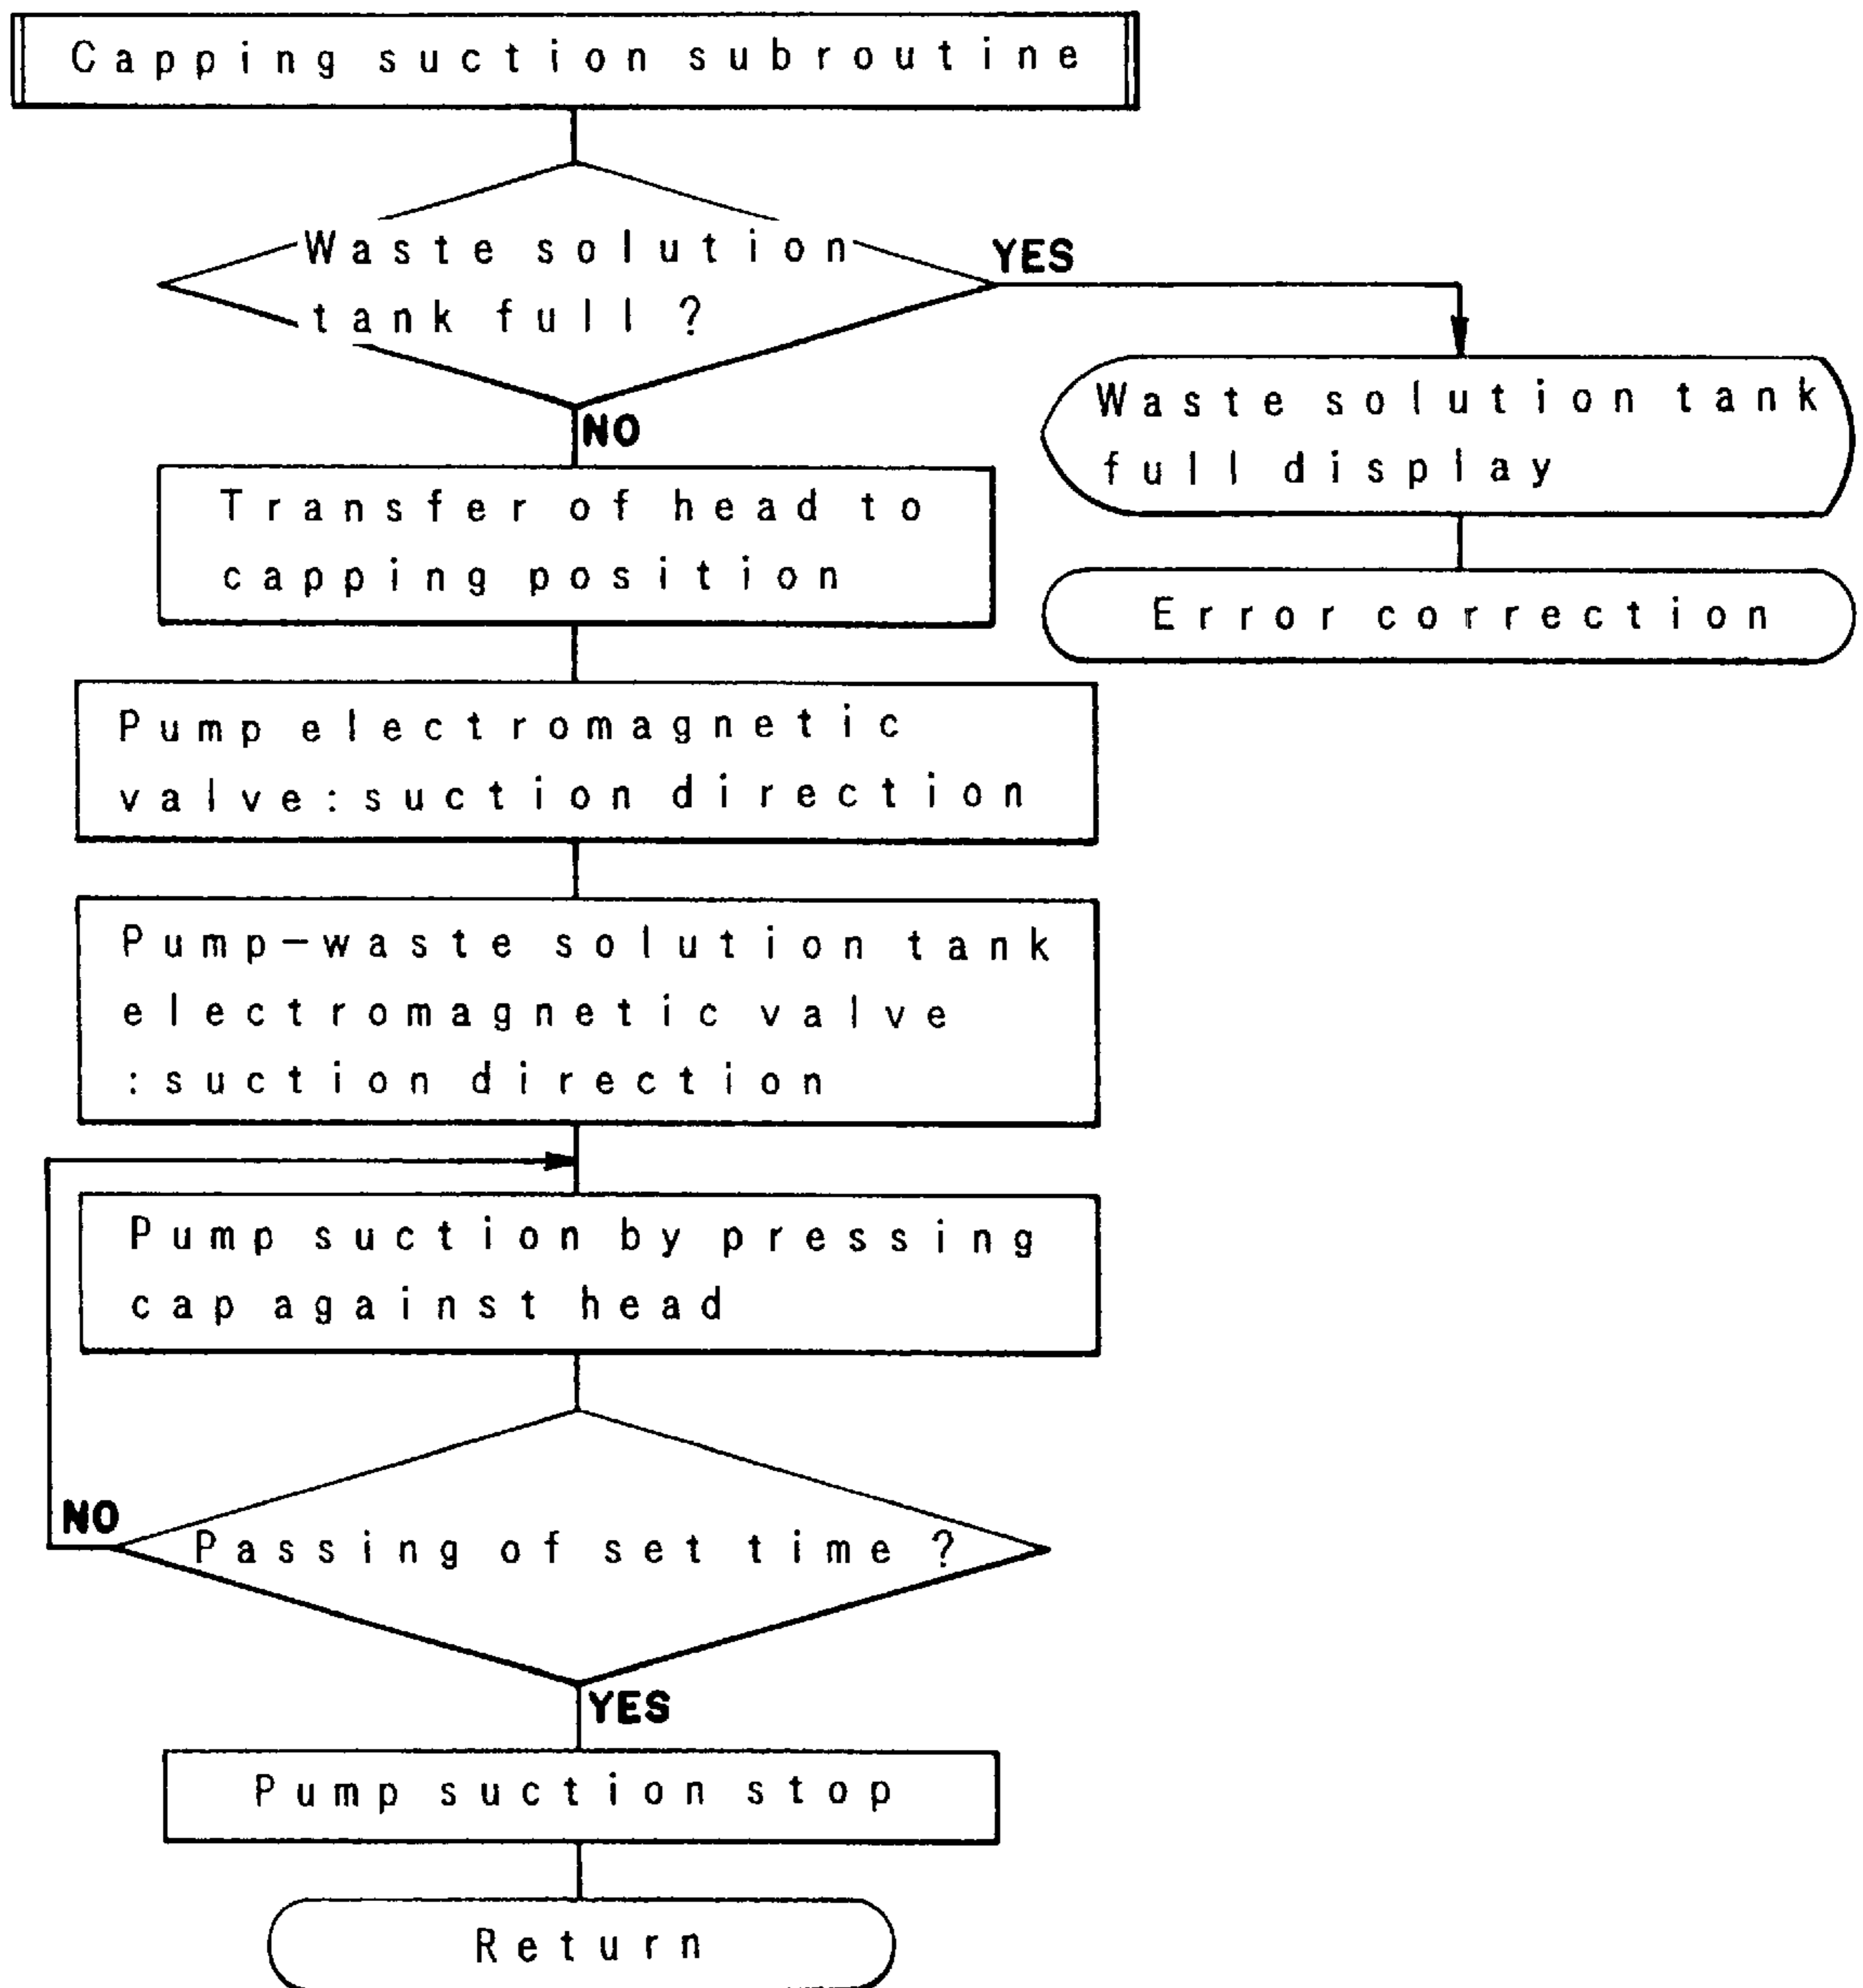 Capping suction subroutine
Waste solution
tank full ?
YES
NO
Waste solution tank
full display
Error correction
Transfer of head to
capping position
Pump electromagnetic
valve:suction direction
Pump-waste solution tank
electromagnetic valve
:suction direction
Pump suction by pressing
cap against head
Passing of set time ?
NO
YES
Pump suction stop
Return